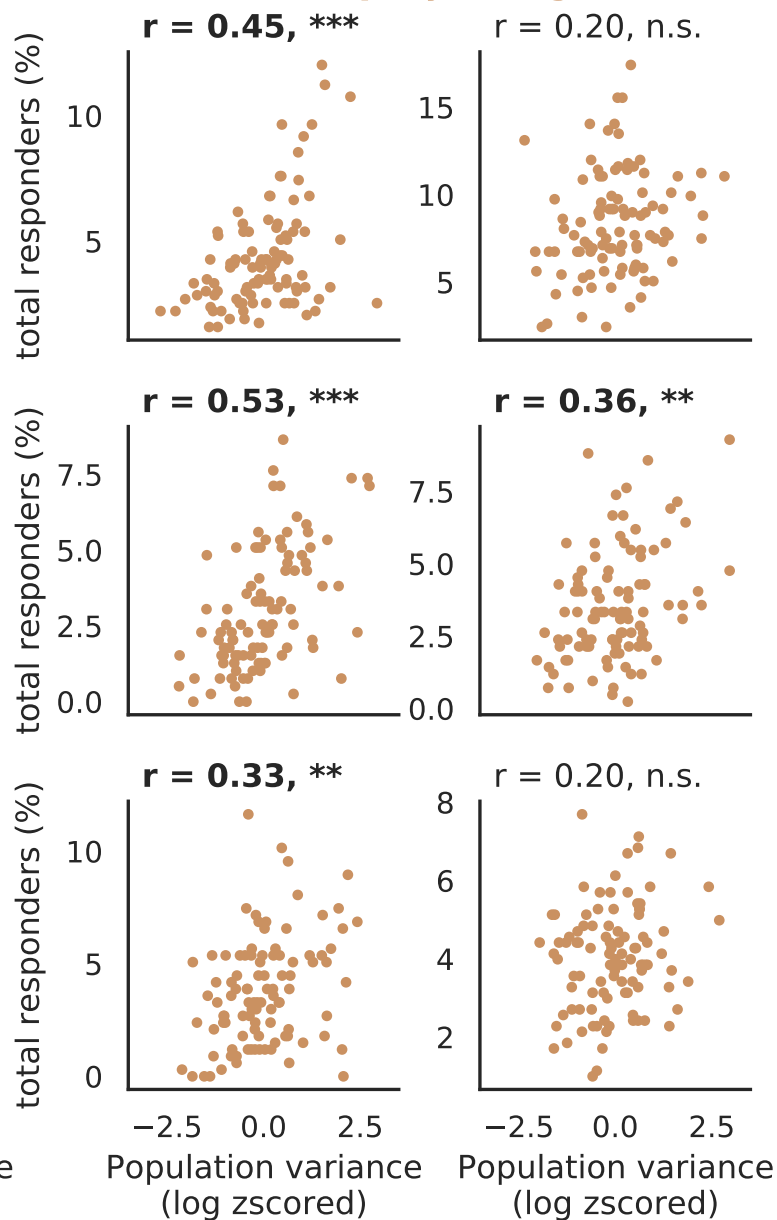 r = 0.45, ***
r = 0.20, n.s.
total responders (%)
10
5
15
10
5
r = 0.53, ***
r = 0.36, **
total responders (%)
7.5
5.0
2.5
0.0
7.5
5.0
2.5
0.0
r = 0.33, **
r = 0.20, n.s.
total responders (%)
10
5
0
8
6
4
2
−2.5 0.0 2.5
−2.5 0.0 2.5
Population variance
(log zscored)
Population variance
(log zscored)